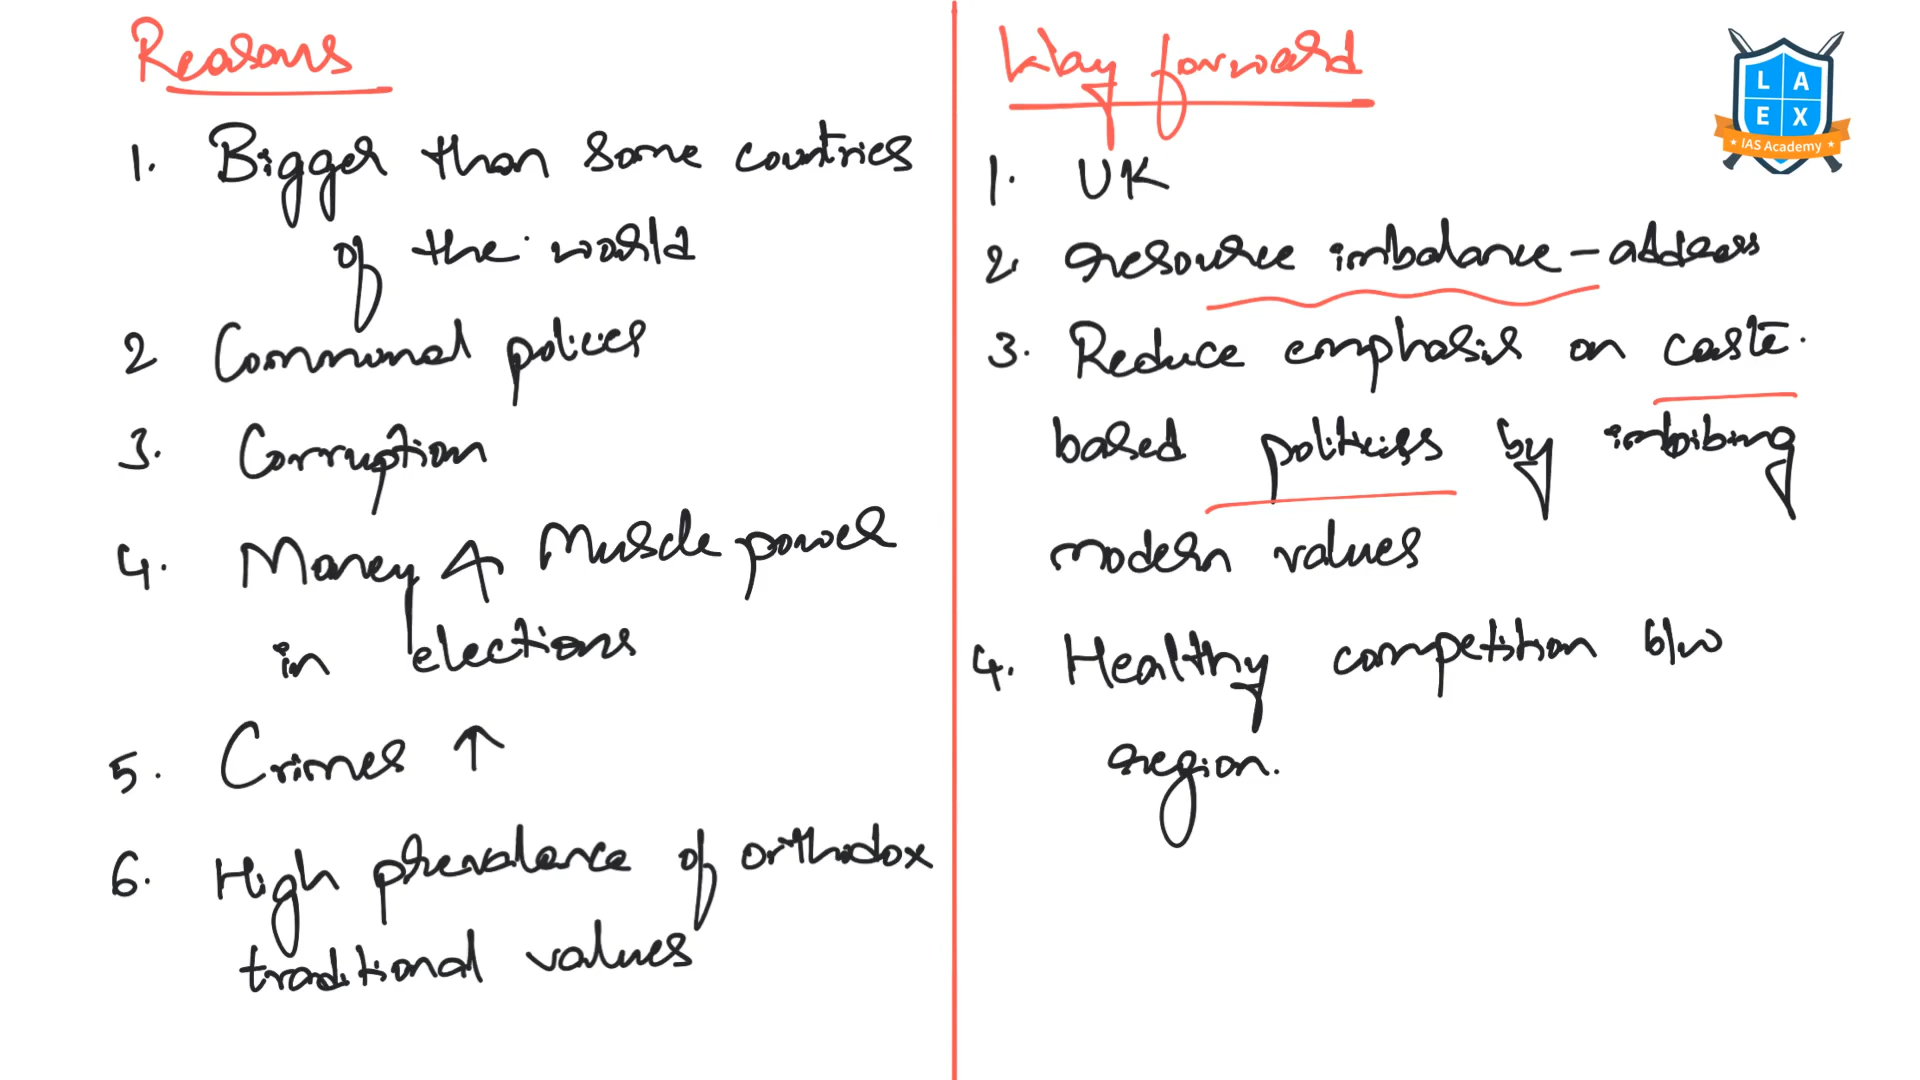 Reasons
1. Bigger than some countries
of the world
2 Communal polices
3. Corruption
4. Money & Muscle power
in elections
5. Crimes ↑
6. High prevalance of orthodox
traditional values
Way forward
1. UK
2. resource imbalance - address
3. Reduce emphasis on caste
based politics by imbibing
modern values
4. Healthy competition b/w
region.
L A
E X
IAS Academy